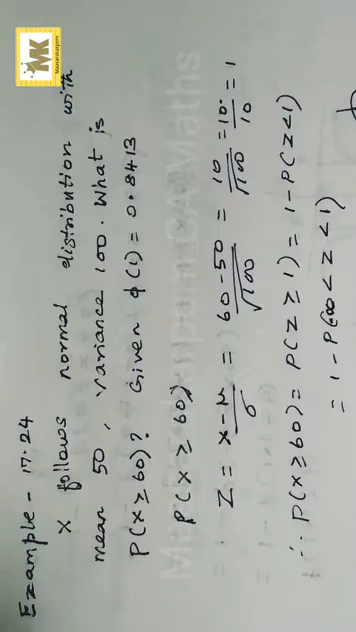 Example - 17.24
X follows normal distribution with
mean 50, variance 100. What is
P(X ≥ 60)? Given φ(1) = 0.8413
P(X ≥ 60)
Z = x-μ/σ = 60-50/√100 = 10/√100 = 10/10 = 1
∴ P(X ≥ 60) = P(Z ≥ 1) = 1 - P(Z < 1)
= 1 - P(∞ < Z < 1)
MK